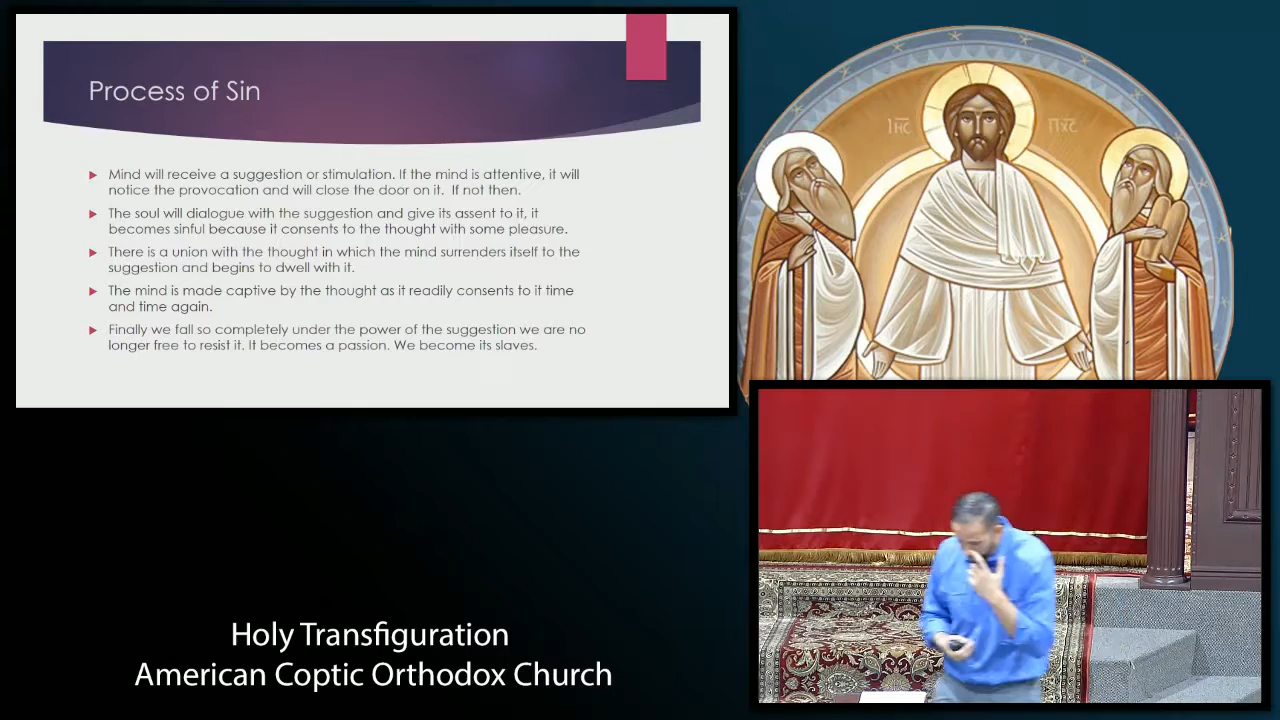 Process of Sin
Mind will receive a suggestion or stimulation. If the mind is attentive, it will
notice the provocation and will close the door on it.  If not then.
The soul will dialogue with the suggestion and give its assent to it, it
becomes sinful because it consents to the thought with some pleasure.
There is a union with the thought in which the mind surrenders itself to the
suggestion and begins to dwell with it.
The mind is made captive by the thought as it readily consents to it time
and time again.
Finally we fall so completely under the power of the suggestion we are no
longer free to resist it. It becomes a passion. We become its slaves.
ΙΗC ΠΧC
Holy Transfiguration
American Coptic Orthodox Church